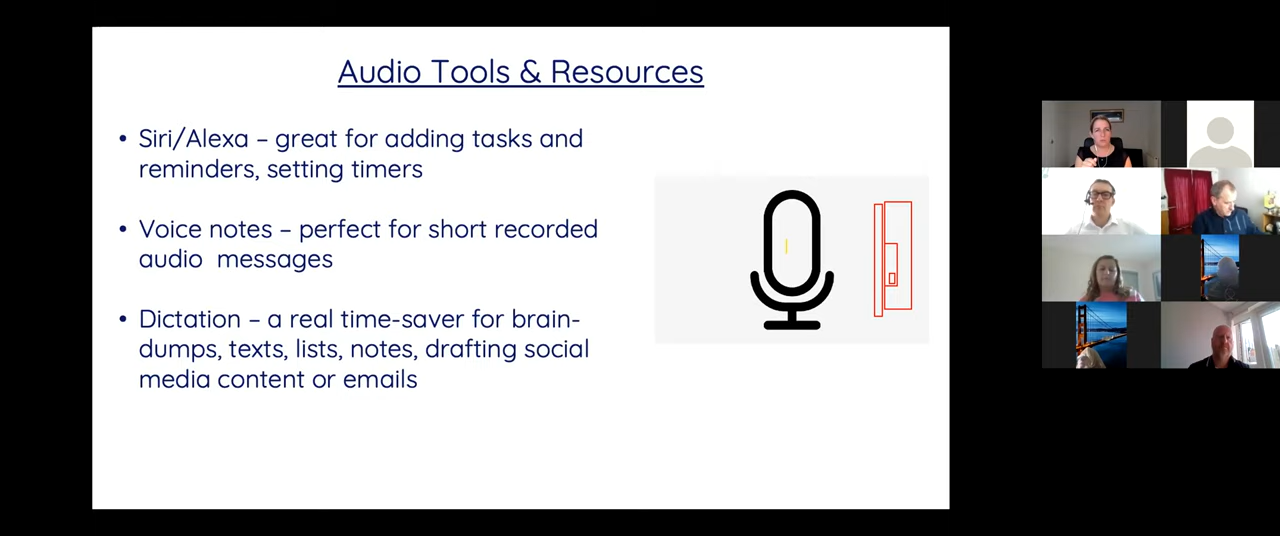 Audio Tools & Resources
• Siri/Alexa – great for adding tasks and
reminders, setting timers
• Voice notes – perfect for short recorded
audio  messages
• Dictation – a real time-saver for brain-
dumps, texts, lists, notes, drafting social
media content or emails